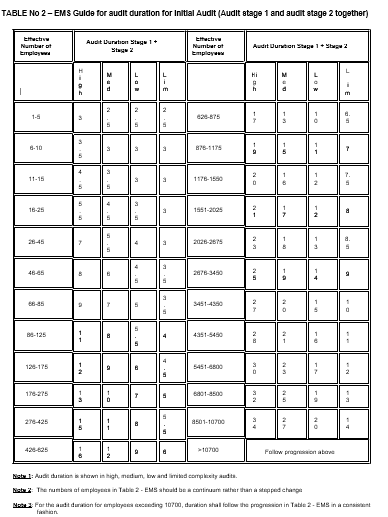 TABLE No 2 – EMS Guide for audit duration for Initial Audit (Audit stage 1 and audit stage 2 together)
Effective Number of Employees Audit Duration Stage 1 + Stage 2 Effective Number of Employees Audit Duration Stage 1 + Stage 2
High Med Low Lim High Med Low Lim
1-5 3 2.5 2.5 2.5 626-875 17 13 10 6.5
6-10 3.5 3 3 3 876-1175 19 15 11 7
11-15 4.5 3.5 3 3 1176-1550 20 16 12 7.5
16-25 5.5 4.5 3.5 3 1551-2025 21 17 12 8
26-45 7 5.5 4 3 2026-2675 23 18 13 8.5
46-65 8 6 4.5 3.5 2676-3450 25 19 14 9
66-85 9 7 5 3.5 3451-4350 27 20 15 10
86-125 11 8 5.5 4 4351-5450 28 21 16 11
126-175 12 9 6 4.5 5451-6800 30 23 17 12
176-275 13 10 7 5 6801-8500 32 25 19 13
276-425 15 11 8 5.5 8501-10700 34 27 20 14
426-625 16 12 9 6 >10700 Follow progression above
Note 1: Audit duration is shown in high, medium, low and limited complexity audits.
Note 2: The numbers of employees in Table 2 - EMS should be a continuum rather than a stepped change
Note 3: For the audit duration for employees exceeding 10700, duration shall follow the progression in Table 2 - EMS in a consistent
fashion.